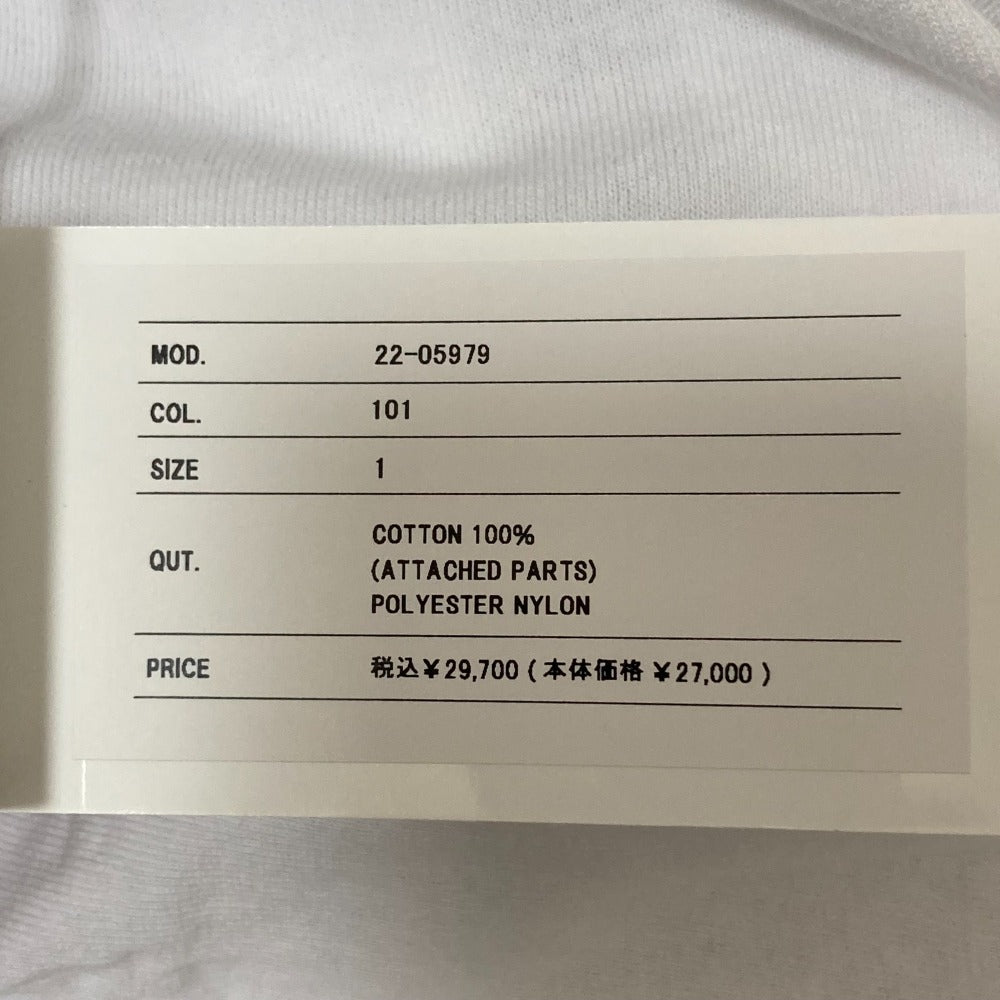 MOD. 22-05979
COL. 101
SIZE 1
QUT. COTTON 100%
(ATTACHED PARTS)
POLYESTER NYLON
PRICE 税込¥29,700 (本体価格 ¥27,000 )